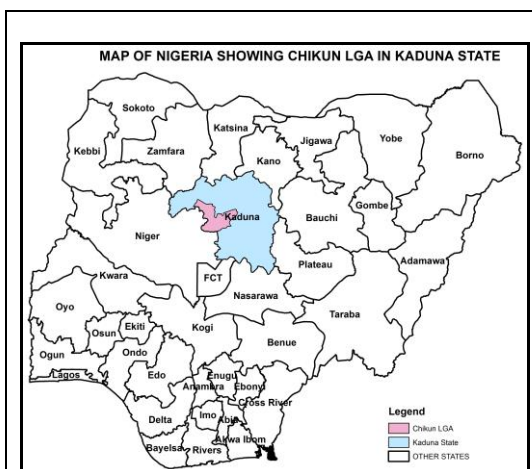 MAP OF NIGERIA SHOWING CHIKUN LGA IN KADUNA STATE
Sokoto
Katsina
Jigawa
Yobe
Borno
Kebbi
Zamfara
Kano
Kaduna
Bauchi
Gombe
Niger
Adamawa
FCT
Plateau
Kwara
Nasarawa
Taraba
Oyo
Ekiti
Kogi
Osun
Benue
Ogun
Ondo
Lagos
Edo
Enugu
Anambra
Ebonyi
Cross River
Delta
Imo
Abia
Akwa Ibom
Bayelsa
Rivers
Legend
Chikun LGA
Kaduna State
OTHER STATES